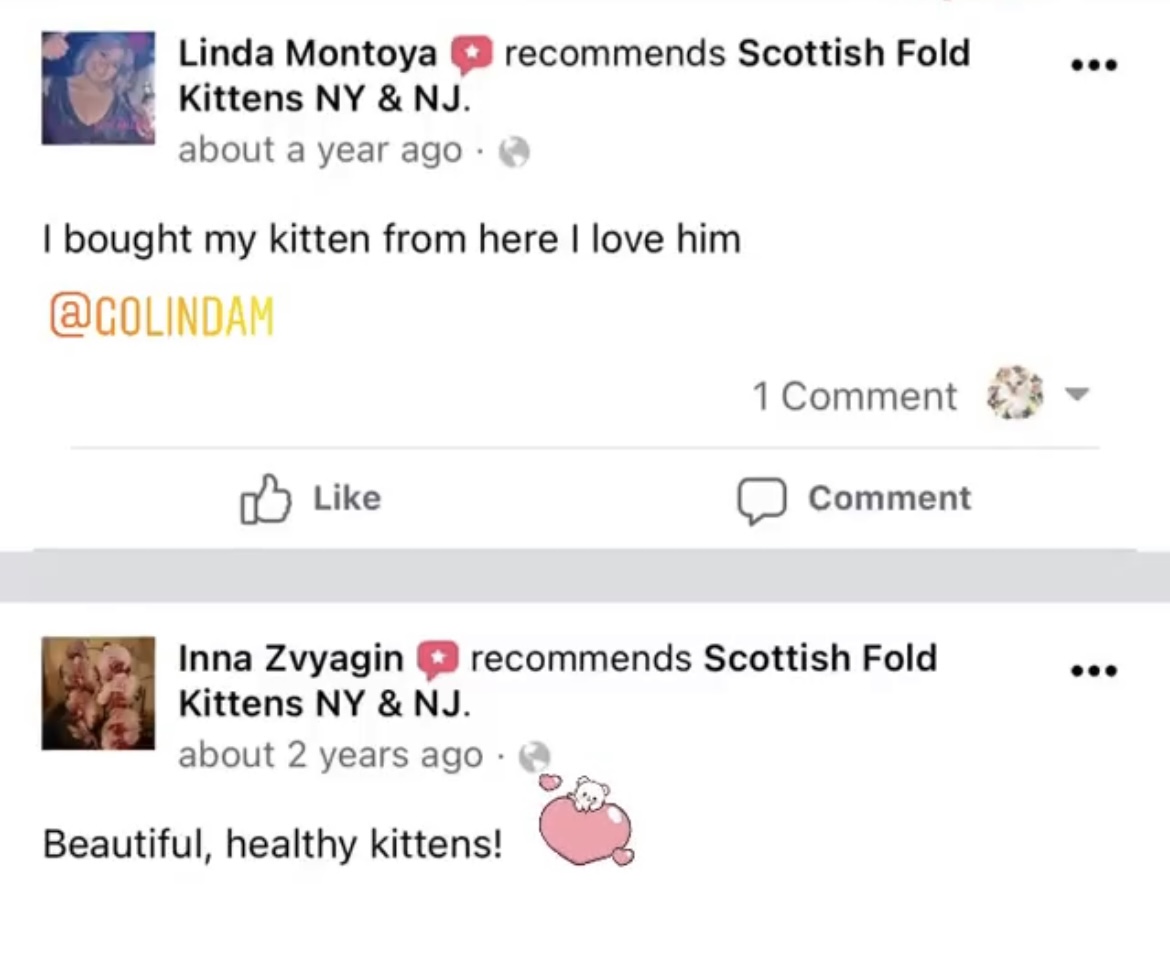 Linda Montoya recommends Scottish Fold
Kittens NY & NJ.
about a year ago ·
I bought my kitten from here I love him
@GOLINDAM
1 Comment
Like
Comment
Inna Zvyagin recommends Scottish Fold
Kittens NY & NJ.
about 2 years ago ·
Beautiful, healthy kittens!